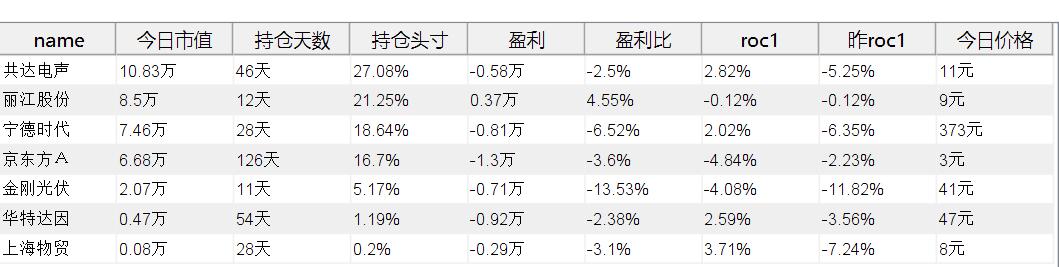 name 今日市值 持仓天数 持仓头寸 盈利 盈利比 roc1 昨roc1 今日价格
共达电声 10.83万 46天 27.08% -0.58万 -2.5% 2.82% -5.25% 11元
丽江股份 8.5万 12天 21.25% 0.37万 4.55% -0.12% -0.12% 9元
宁德时代 7.46万 28天 18.64% -0.81万 -6.52% 2.02% -6.35% 373元
京东方Ａ 6.68万 126天 16.7% -1.3万 -3.6% -4.84% -2.23% 3元
金刚光伏 2.07万 11天 5.17% -0.71万 -13.53% -4.08% -11.82% 41元
华特达因 0.47万 54天 1.19% -0.92万 -2.38% 2.59% -3.56% 47元
上海物贸 0.08万 28天 0.2% -0.29万 -3.1% 3.71% -7.24% 8元